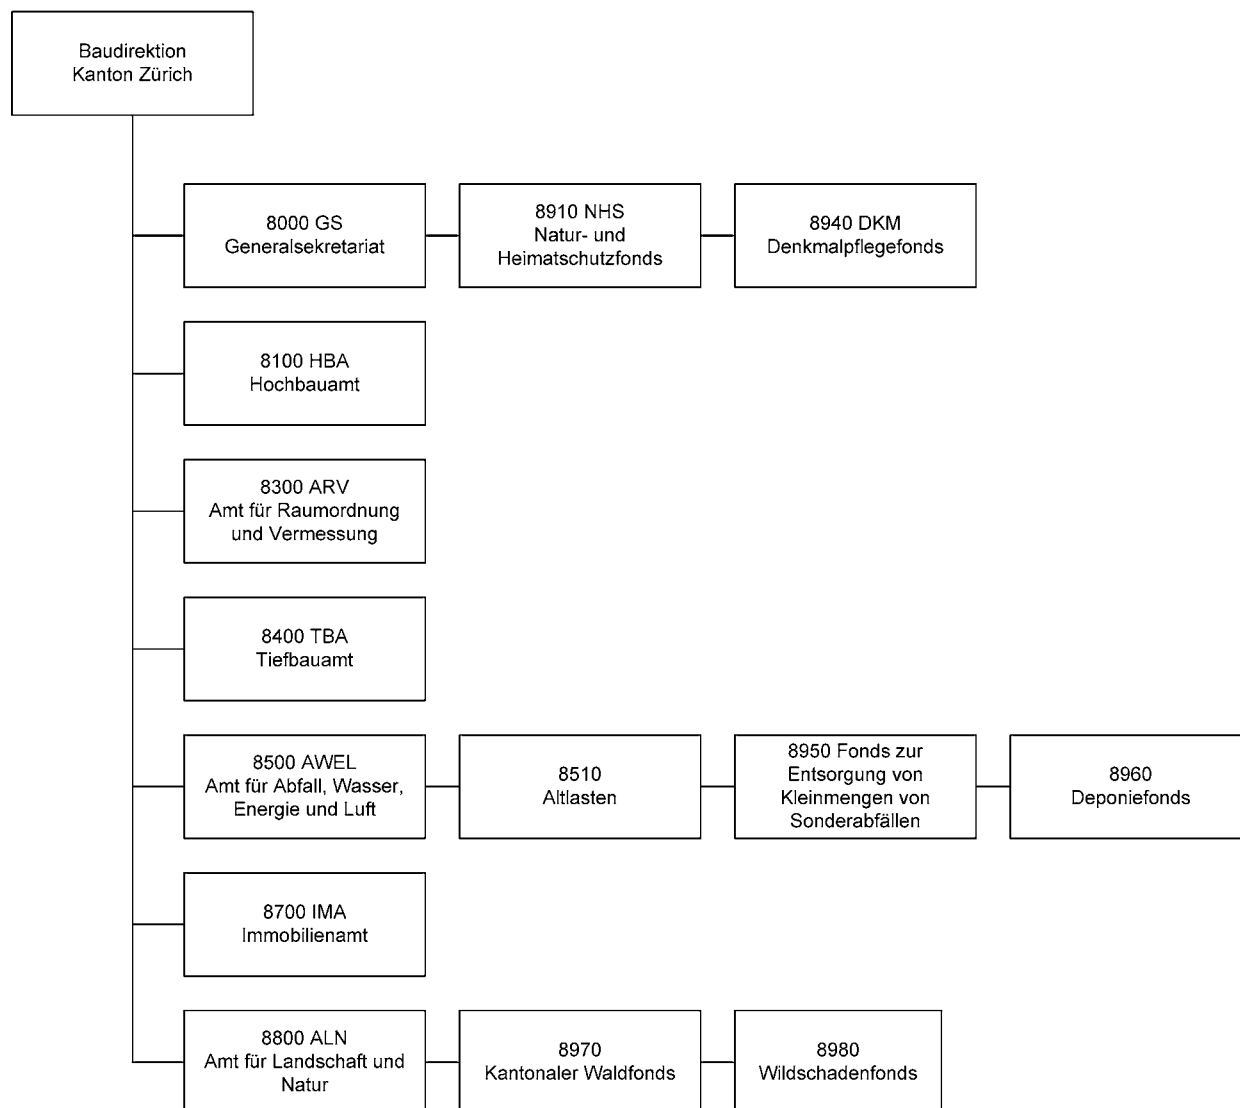 Baudirektion
Kanton Zürich
8000 GS
Generalsekretariat
8910 NHS
Natur- und
Heimatschutzfonds
8940 DKM
Denkmalpflegefonds
8100 HBA
Hochbauamt
8300 ARV
Amt für Raumordnung
und Vermessung
8400 TBA
Tiefbauamt
8500 AWEL
Amt für Abfall, Wasser,
Energie und Luft
8510
Altlasten
8950 Fonds zur
Entsorgung von
Kleinmengen von
Sonderabfällen
8960
Deponiefonds
8700 IMA
Immobilienamt
8800 ALN
Amt für Landschaft und
Natur
8970
Kantonaler Waldfonds
8980
Wildschadenfonds